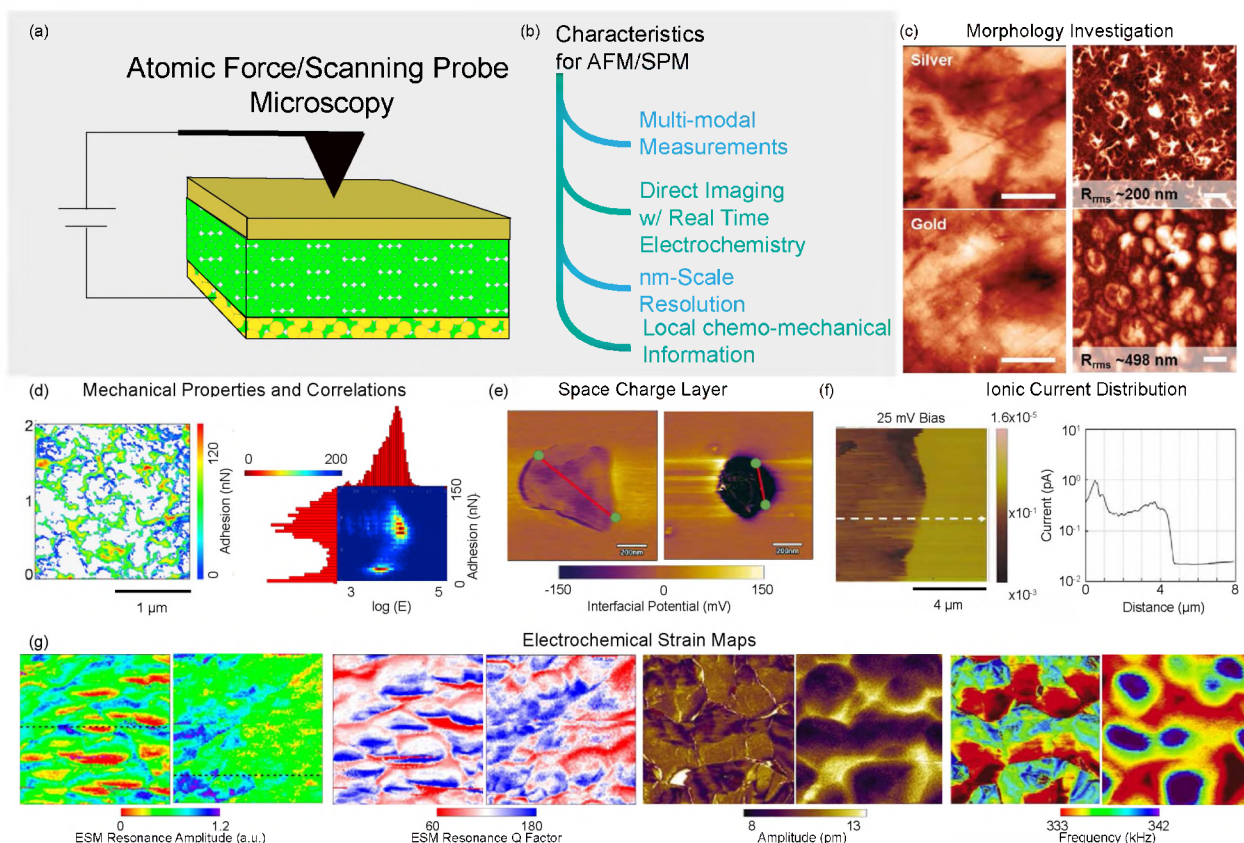 (a)
Atomic Force/Scanning Probe
Microscopy
(b)
Characteristics
for AFM/SPM
Multi-modal
Measurements
Direct Imaging
w/ Real Time
Electrochemistry
nm-Scale
Resolution
Local chemo-mechanical
Information
(c)
Morphology Investigation
Silver
Rrms ~200 nm
Gold
Rrms ~498 nm
(d)
Mechanical Properties and Correlations
2
1
0
1 µm
120
0
Adhesion (nN)
0
200
150
0
Adhesion (nN)
3
5
log (E)
(e)
Space Charge Layer
200nm
200nm
-150
150
Interfacial Potential (mV)
(f)
Ionic Current Distribution
25 mV Bias
4 µm
1.6x10-5
x10-1
x10-3
Current (pA)
10^1
10^0
10^-1
10^-2
0
4
8
Distance (µm)
(g)
Electrochemical Strain Maps
0
1.2
ESM Resonance Amplitude (a.u.)
60
180
ESM Resonance Q Factor
8
13
Amplitude (pm)
333
342
Frequency (kHz)